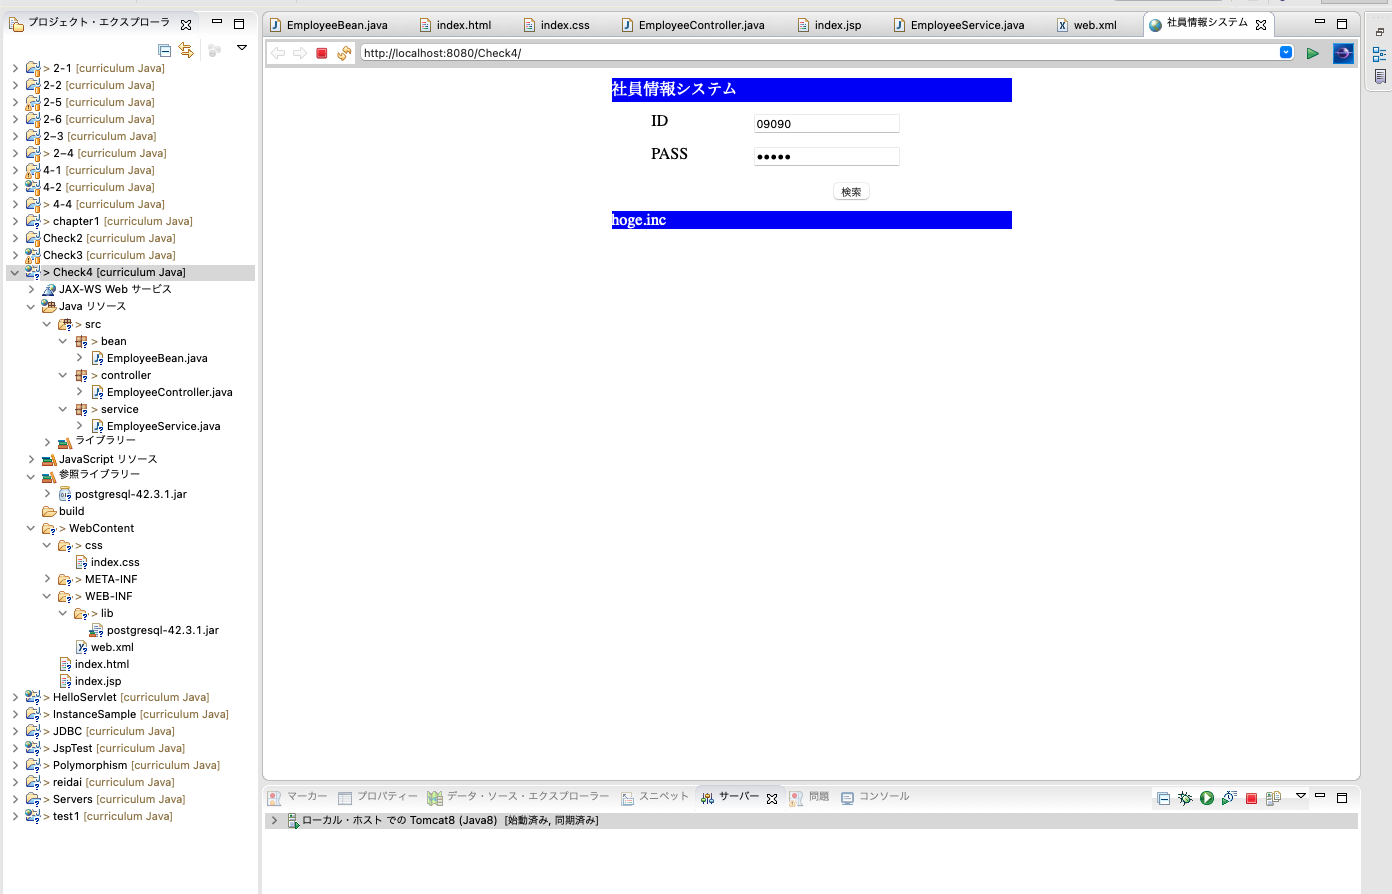 プロジェクト・エクスプローラ
> 2-1 [curriculum Java]
2-2 [curriculum Java]
2-5 [curriculum Java]
2-6 [curriculum Java]
2−3 [curriculum Java]
> 2−4 [curriculum Java]
4-1 [curriculum Java]
4-2 [curriculum Java]
> 4-4 [curriculum Java]
> chapter1 [curriculum Java]
Check2 [curriculum Java]
Check3 [curriculum Java]
> Check4 [curriculum Java]
JAX-WS Web サービス
Java リソース
> src
> bean
EmployeeBean.java
> controller
EmployeeController.java
> service
EmployeeService.java
ライブラリー
JavaScript リソース
参照ライブラリー
postgresql-42.3.1.jar
build
> WebContent
> css
index.css
> META-INF
> WEB-INF
> lib
postgresql-42.3.1.jar
web.xml
index.html
index.jsp
> HelloServlet [curriculum Java]
> InstanceSample [curriculum Java]
> JDBC [curriculum Java]
> JspTest [curriculum Java]
> Polymorphism [curriculum Java]
> reidai [curriculum Java]
> Servers [curriculum Java]
> test1 [curriculum Java]
EmployeeBean.java index.html index.css EmployeeController.java index.jsp EmployeeService.java web.xml 社員情報システム
http://localhost:8080/Check4/
社員情報システム
ID 09090
PASS •••••
検索
hoge.inc
マーカー プロパティー データ・ソース・エクスプローラー スニペット サーバー 問題 コンソール
ローカル・ホスト での Tomcat8 (Java8) [始動済み, 同期済み]